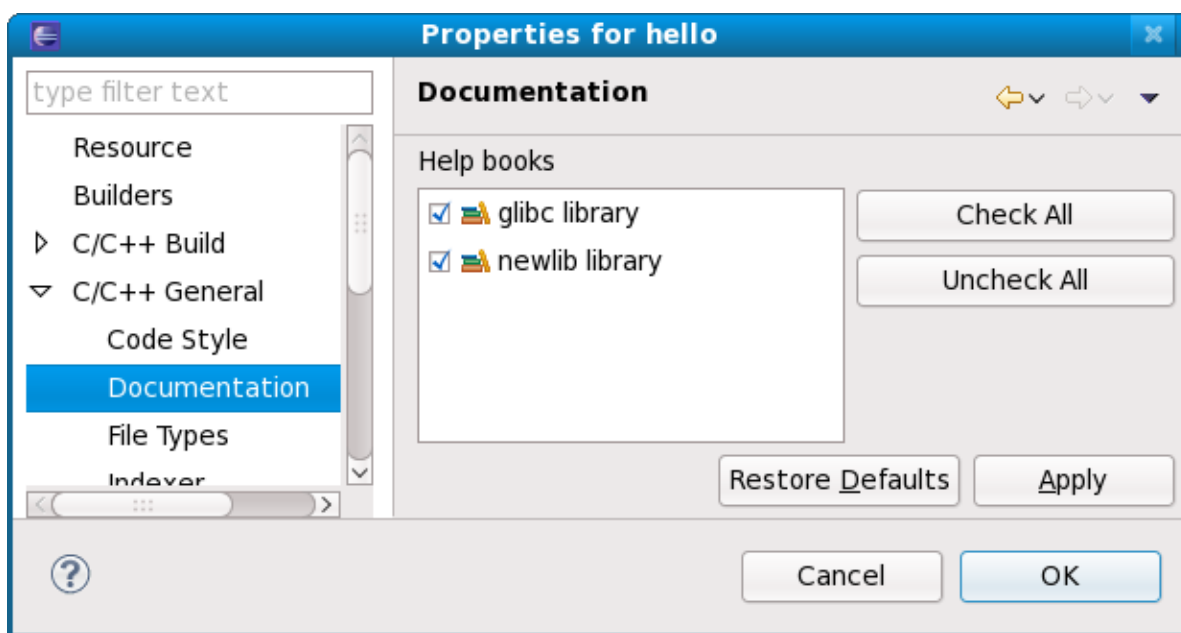 Properties for hello
type filter text
Resource
Builders
C/C++ Build
C/C++ General
Code Style
Documentation
File Types
Indexer
Documentation
Help books
glibc library
newlib library
Check All
Uncheck All
Restore Defaults
Apply
Cancel
OK